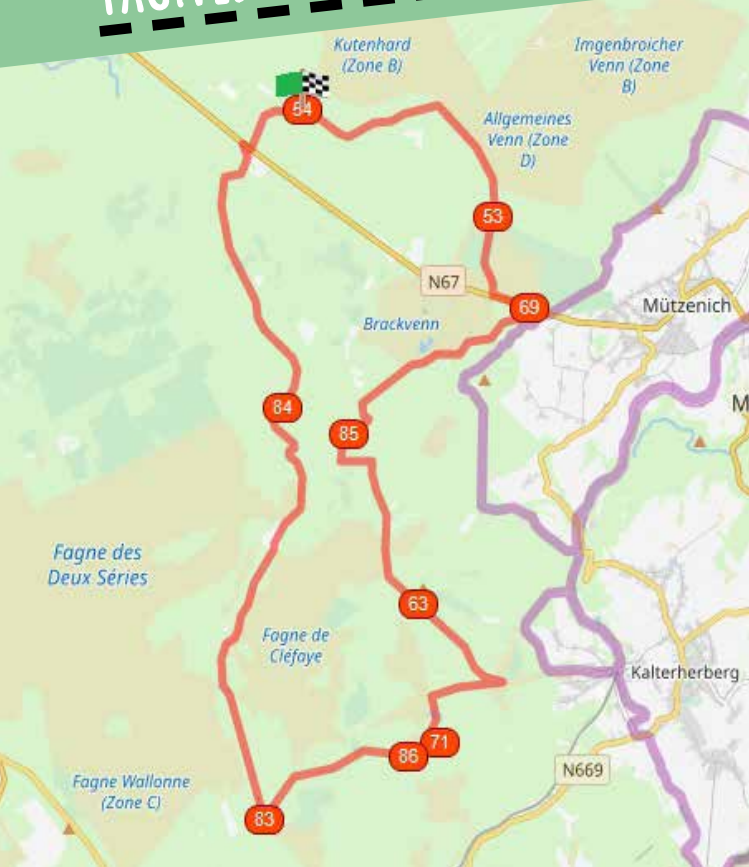 Kutenhard
(Zone B)
Imgenbroicher
Venn (Zone
B)
54
Allgemeines
Venn (Zone
D)
53
N67
69
Mützenich
Brackvenn
84
85
M
Fagne des
Deux Séries
63
Fagne de
Cléfaye
Kalterherberg
71
86
N669
Fagne Wallonne
(Zone C)
83